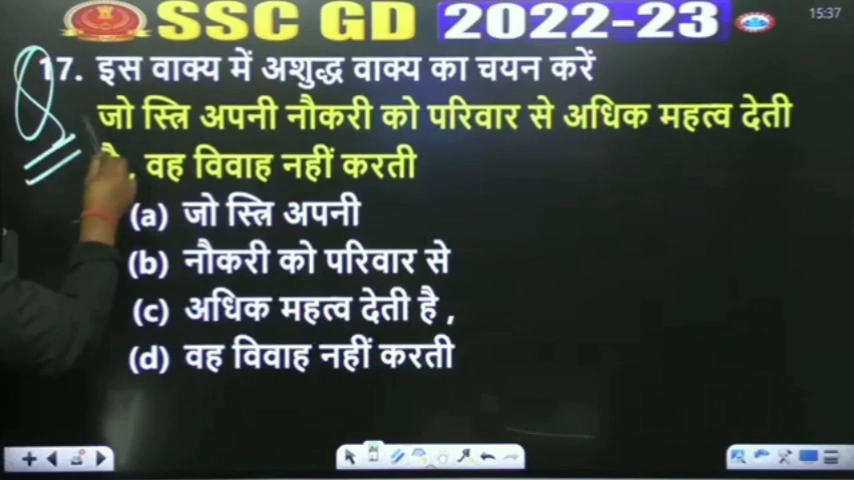 SSC GD 2022-23
15:37
17. इस वाक्य में अशुद्ध वाक्य का चयन करें
जो स्त्रि अपनी नौकरी को परिवार से अधिक महत्व देती
है , वह विवाह नहीं करती
(a) जो स्त्रि अपनी
(b) नौकरी को परिवार से
(c) अधिक महत्व देती है ,
(d) वह विवाह नहीं करती